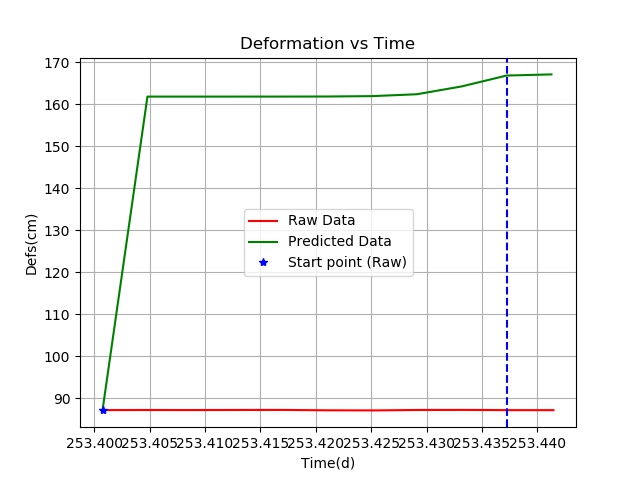 Deformation vs Time
170
160
150
140
130
120
110
100
90
Defs(cm)
Raw Data
Predicted Data
Start point (Raw)
253.400 253.405 253.410 253.415 253.420 253.425 253.430 253.435 253.440
Time(d)